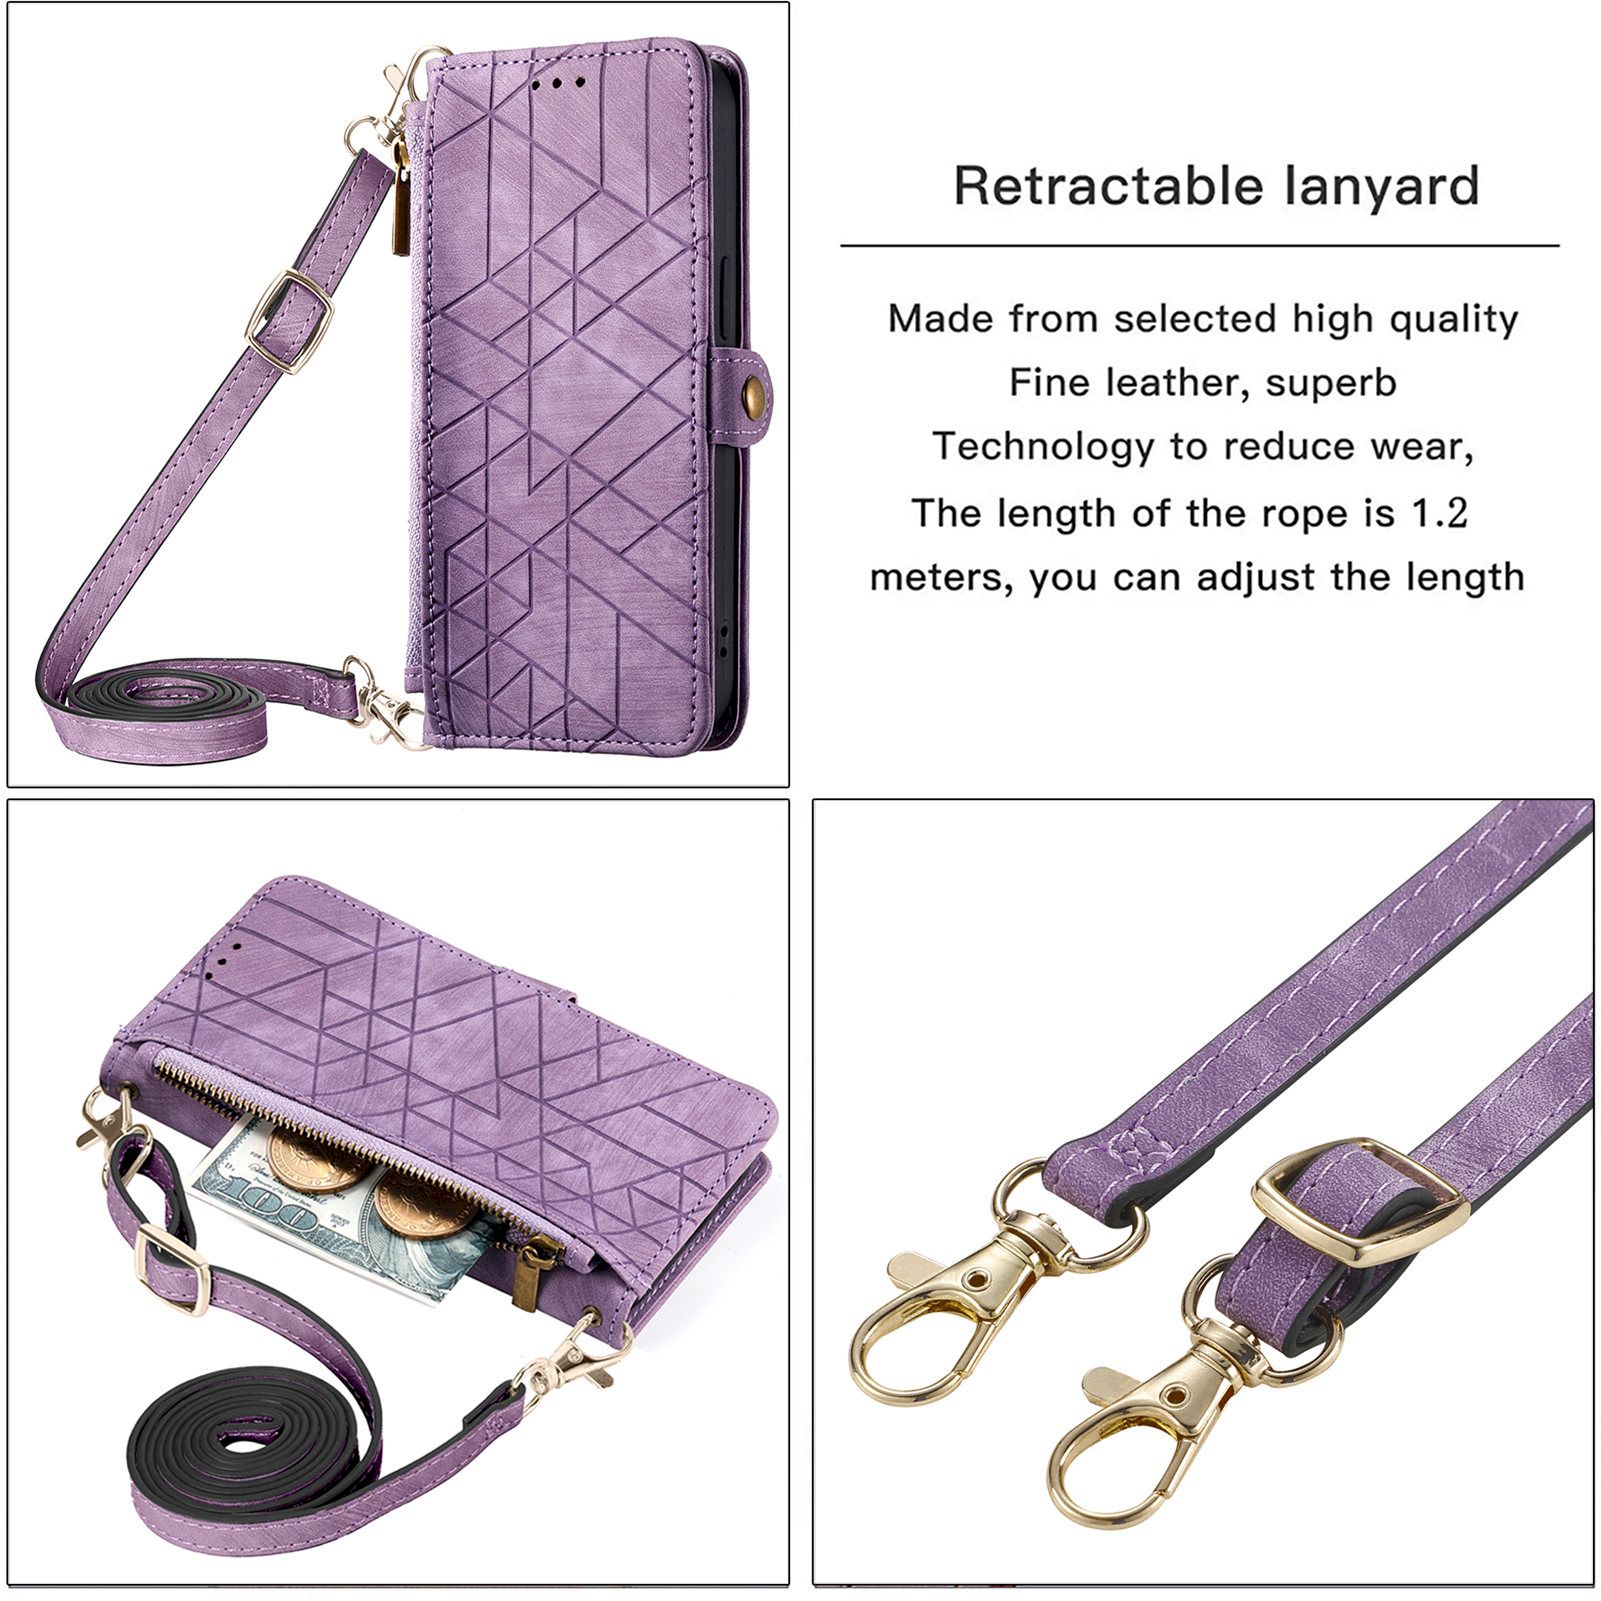 Retractable lanyard
Made from selected high quality
Fine leather, superb
Technology to reduce wear,
The length of the rope is 1.2
meters, you can adjust the length
100